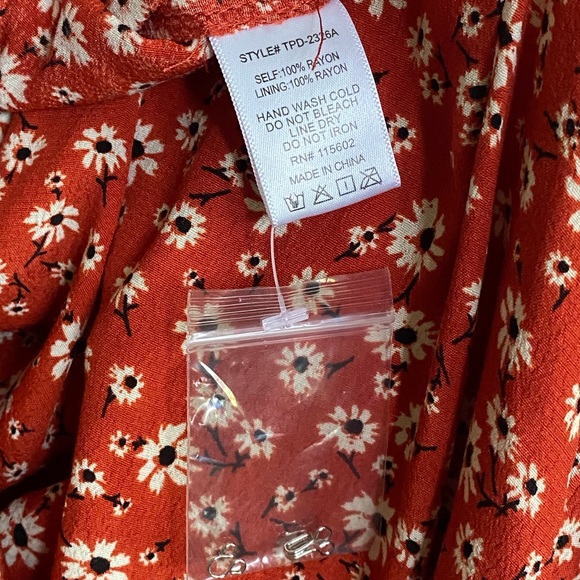 STYLE# TPD-2326A
SELF:100% RAYON
LINING:100% RAYON
HAND WASH COLD
DO NOT BLEACH
LINE DRY
DO NOT IRON
RN# 115602
MADE IN CHINA